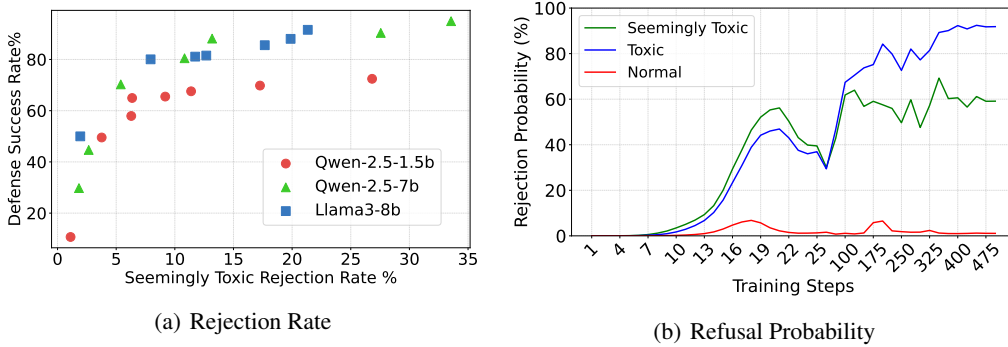 Defense Success Rate%
80
60
40
20
0
5
10
15
20
25
30
35
Seemingly Toxic Rejection Rate %
Qwen-2.5-1.5b
Qwen-2.5-7b
Llama3-8b
(a) Rejection Rate
Rejection Probability (%)
100
80
60
40
20
0
Seemingly Toxic
Toxic
Normal
1
4
7
10
13
16
19
22
25
100
175
250
325
400
475
Training Steps
(b) Refusal Probability